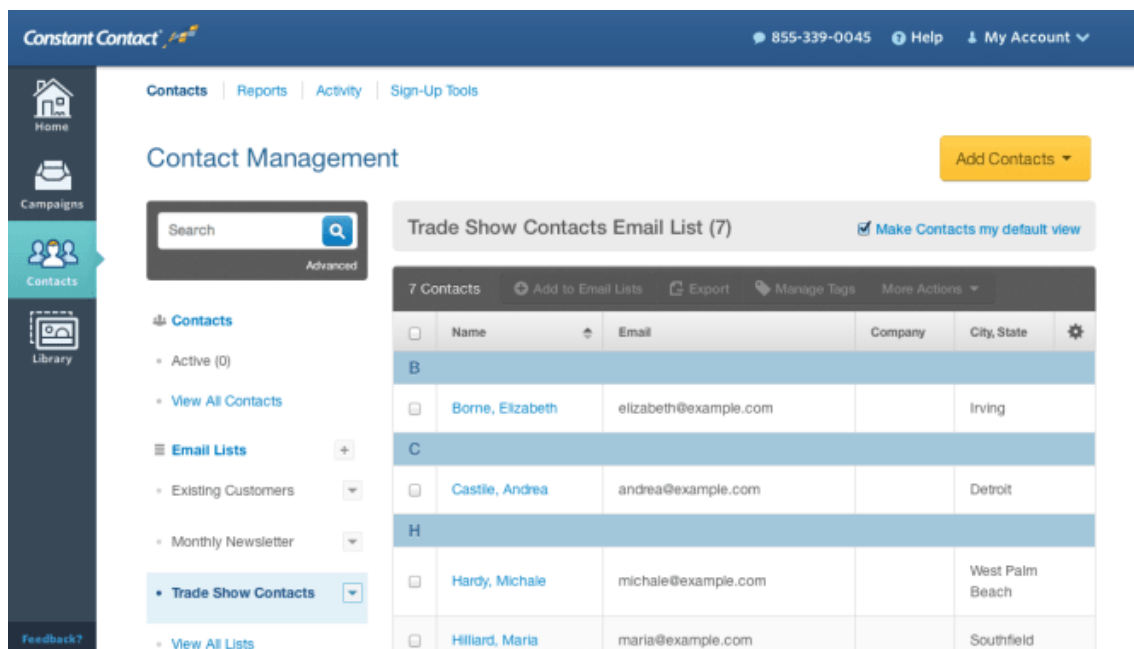 Constant Contact
855-339-0045 Help My Account
Home
Campaigns
Contacts
Library
Feedback?
Contacts Reports Activity Sign-Up Tools
Contact Management
Add Contacts
Search
Advanced
Contacts
Active (0)
View All Contacts
Email Lists +
Existing Customers
Monthly Newsletter
Trade Show Contacts
View All Lists
Trade Show Contacts Email List (7)
Make Contacts my default view
7 Contacts Add to Email Lists Export Manage Tags More Actions
Name Email Company City, State
B
Borne, Elizabeth elizabeth@example.com Irving
C
Castile, Andrea andrea@example.com Detroit
H
Hardy, Michale michale@example.com West Palm
Beach
Hilliard, Maria maria@example.com Southfield